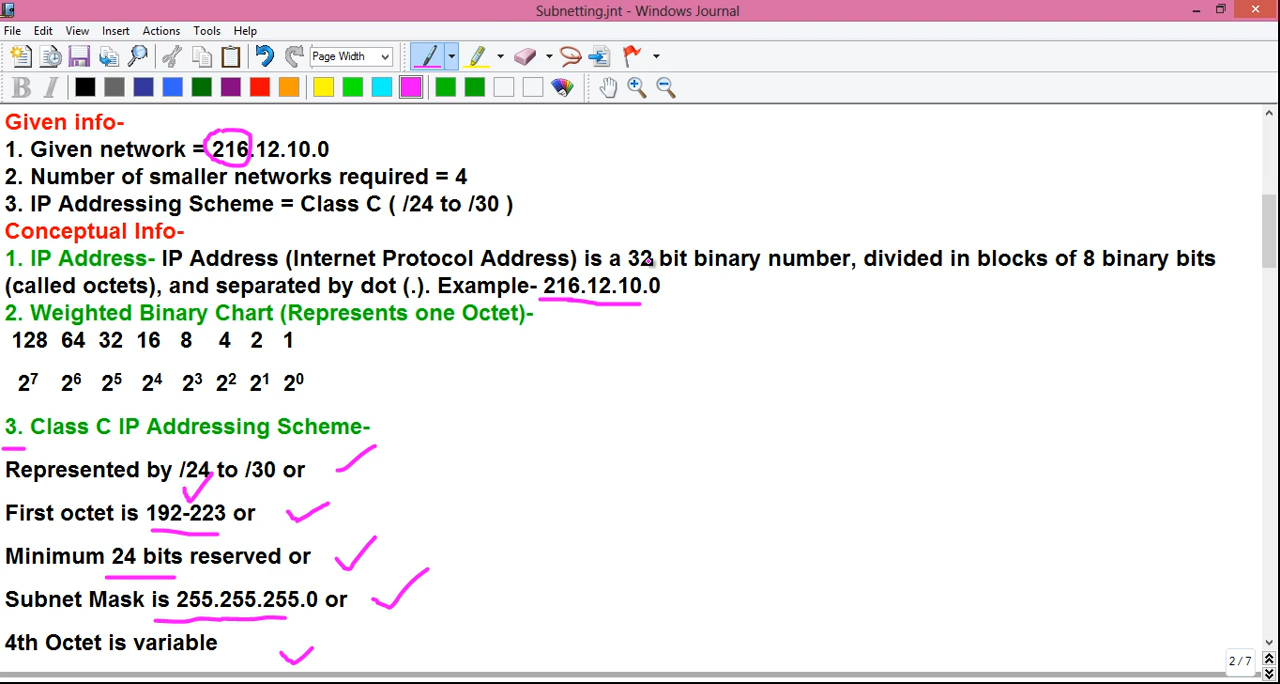 Subnetting.jnt - Windows Journal
File Edit View Insert Actions Tools Help
Page Width
B I
Given info-
1. Given network = 216.12.10.0
2. Number of smaller networks required = 4
3. IP Addressing Scheme = Class C ( /24 to /30 )
Conceptual Info-
1. IP Address- IP Address (Internet Protocol Address) is a 32 bit binary number, divided in blocks of 8 binary bits
(called octets), and separated by dot (.). Example- 216.12.10.0
2. Weighted Binary Chart (Represents one Octet)-
128 64 32 16 8 4 2 1
2⁷ 2⁶ 2⁵ 2⁴ 2³ 2² 2¹ 2⁰
3. Class C IP Addressing Scheme-
Represented by /24 to /30 or
First octet is 192-223 or
Minimum 24 bits reserved or
Subnet Mask is 255.255.255.0 or
4th Octet is variable
2 / 7